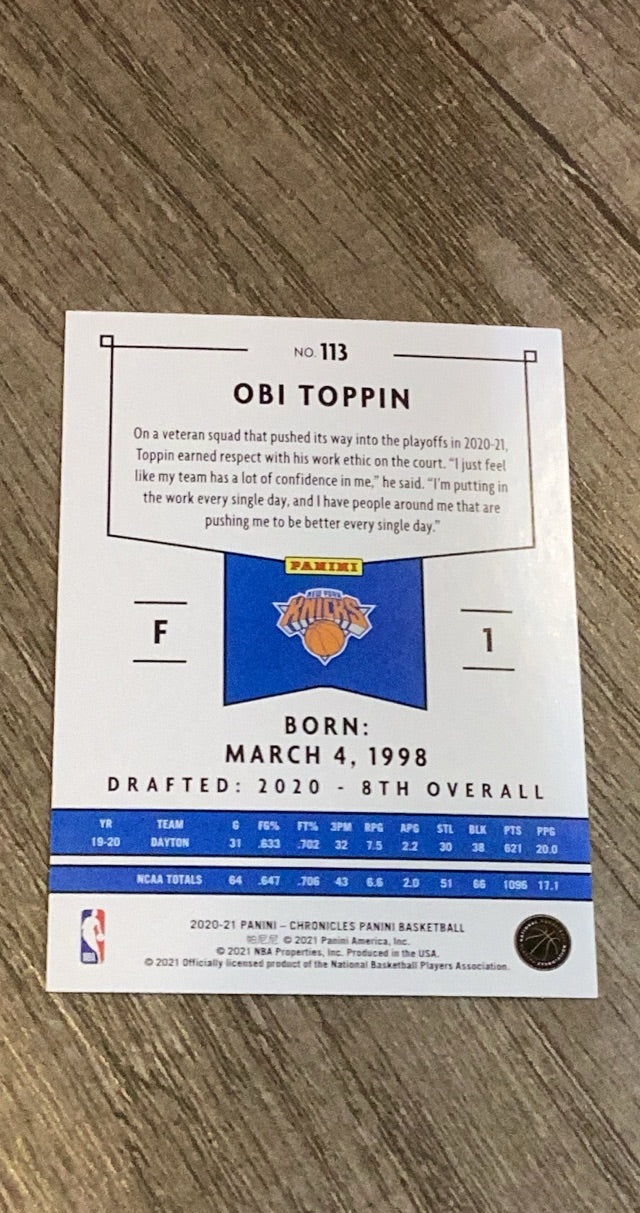 NO. 113
OBI TOPPIN
On a veteran squad that pushed its way into the playoffs in 2020-21,
Toppin earned respect with his work ethic on the court. “I just feel
like my team has a lot of confidence in me,” he said. “I’m putting in
the work every single day, and I have people around me that are
pushing me to be better every single day.”
PANINI
NEW YORK
KNICKS
F
1
BORN:
MARCH 4, 1998
DRAFTED: 2020 - 8TH OVERALL
YR TEAM G FG% FT% 3PM RPG APG STL BLK PTS PPG
19-20 DAYTON 31 .633 .702 32 7.5 2.2 30 38 621 20.0
NCAA TOTALS 64 .647 .706 43 6.6 2.0 51 66 1096 17.1
2020-21 PANINI – CHRONICLES PANINI BASKETBALL
帕尼尼 © 2021 Panini America, Inc.
© 2021 NBA Properties, Inc. Produced in the USA.
© 2021 Officially licensed product of the National Basketball Players Association.
NBA